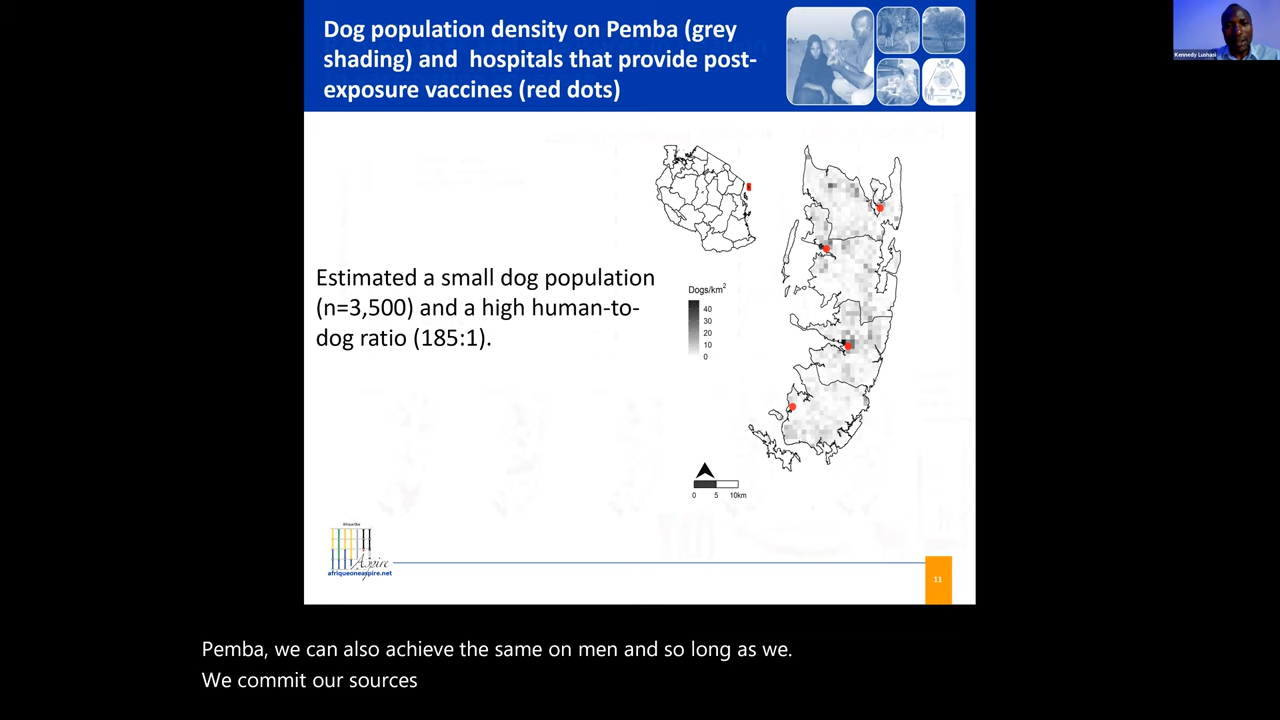 Dog population density on Pemba (grey
shading) and hospitals that provide post-
exposure vaccines (red dots)
Kennedy Lushasi
Estimated a small dog population
(n=3,500) and a high human-to-
dog ratio (185:1).
Dogs/km2
40
30
20
10
0
0 5 10km
Aspire
afriqueoneaspire.net
11
Pemba, we can also achieve the same on men and so long as we.
We commit our sources